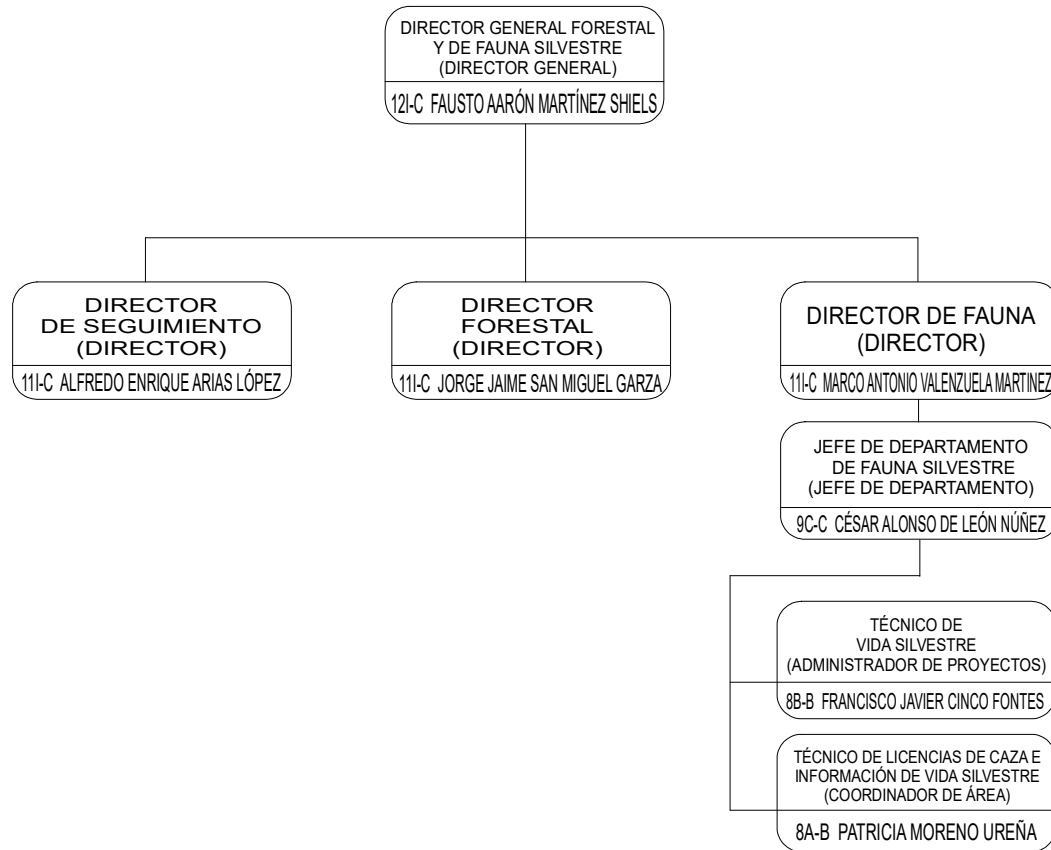 DIRECTOR GENERAL FORESTAL
Y DE FAUNA SILVESTRE
(DIRECTOR GENERAL)
12I-C FAUSTO AARÓN MARTÍNEZ SHIELS
DIRECTOR
DE SEGUIMIENTO
(DIRECTOR)
11I-C ALFREDO ENRIQUE ARIAS LÓPEZ
DIRECTOR
FORESTAL
(DIRECTOR)
11I-C JORGE JAIME SAN MIGUEL GARZA
DIRECTOR DE FAUNA
(DIRECTOR)
11I-C MARCO ANTONIO VALENZUELA MARTINEZ
JEFE DE DEPARTAMENTO
DE FAUNA SILVESTRE
(JEFE DE DEPARTAMENTO)
9C-C CÉSAR ALONSO DE LEÓN NÚÑEZ
TÉCNICO DE
VIDA SILVESTRE
(ADMINISTRADOR DE PROYECTOS)
8B-B FRANCISCO JAVIER CINCO FONTES
TÉCNICO DE LICENCIAS DE CAZA E
INFORMACIÓN DE VIDA SILVESTRE
(COORDINADOR DE ÁREA)
8A-B PATRICIA MORENO UREÑA